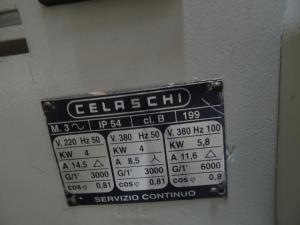 CELASCHI
M. 3 ∿ IP 54 cl. B 199
V. 220 Hz 50 V. 380 Hz 50 V. 380 Hz 100
KW 4 KW 4 KW 5,8
A 14,5 △ A 8,5 Y A 11,6 △
G/1' 3000 G/1' 3000 G/1' 6000
cos φ 0,81 cos φ 0,81 cos φ 0,8
SERVIZIO CONTINUO